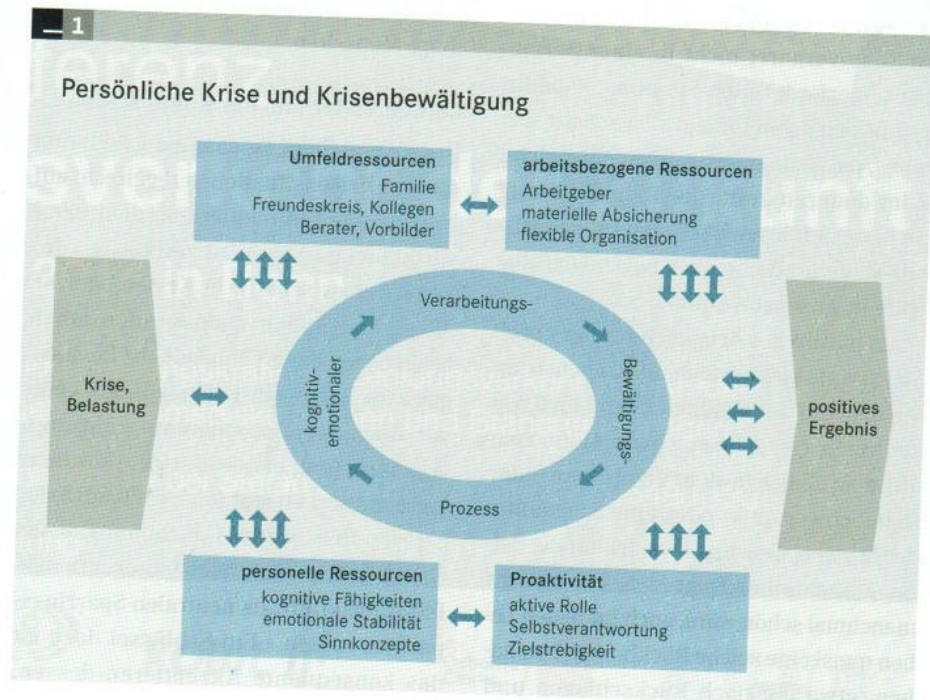 1
Persönliche Krise und Krisenbewältigung
Umfeldressourcen
Familie
Freundeskreis, Kollegen
Berater, Vorbilder
arbeitsbezogene Ressourcen
Arbeitgeber
materielle Absicherung
flexible Organisation
Krise,
Belastung
kognitiv-
emotionaler
Verarbeitungs-
Bewältigungs-
Prozess
positives
Ergebnis
personelle Ressourcen
kognitive Fähigkeiten
emotionale Stabilität
Sinnkonzepte
Proaktivität
aktive Rolle
Selbstverantwortung
Zielstrebigkeit